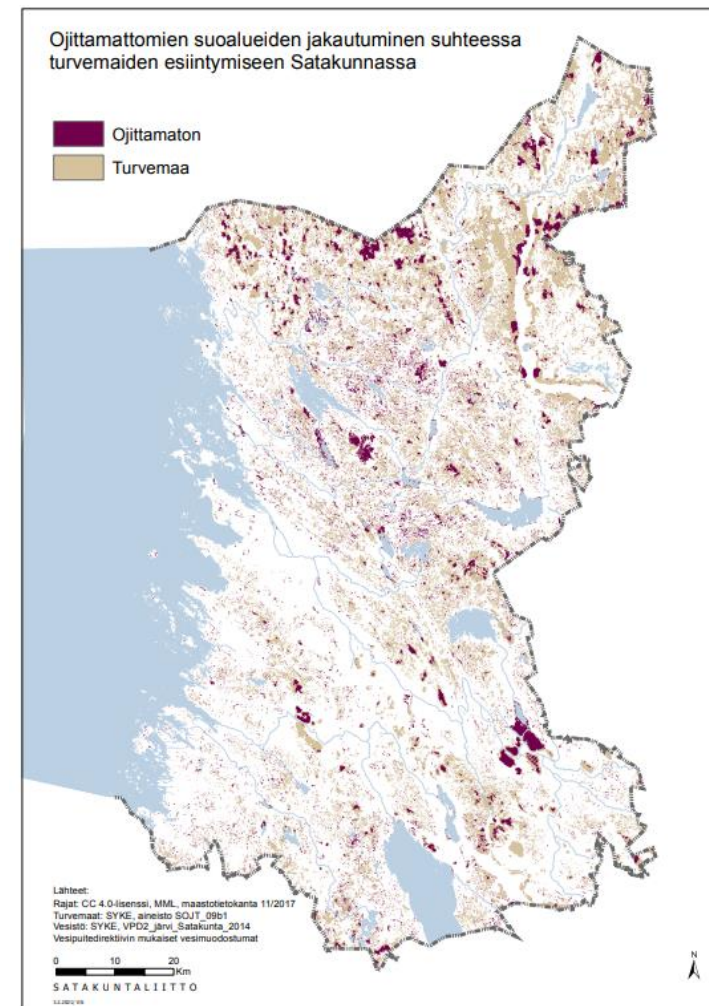 Ojittamattomien suoalueiden jakautuminen suhteessa
turvemaiden esiintymiseen Satakunnassa
Ojittamaton
Turvemaa
Lähteet:
Rajat: CC 4.0-lisenssi, MML, maastotietokanta 11/2017
Turvemaat: SYKE, aineisto SOJT_09b1
Vesistö: SYKE, VPD2_järvi_Satakunta_2014
Vesipuitedirektiivin mukaiset vesimuodostumat
0 10 20
Km
SATAKUNTALIITTO
N